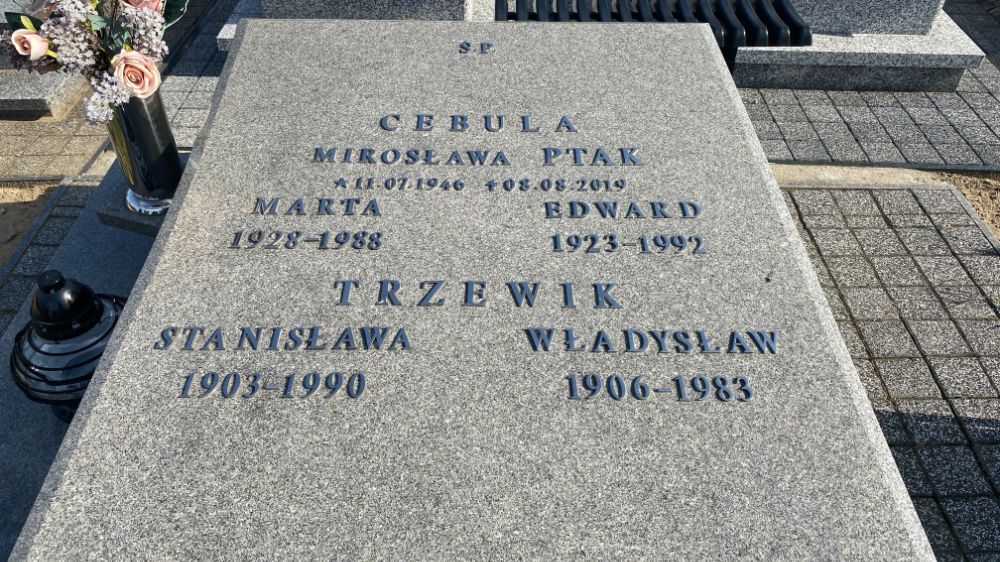 Ś.P.
CEBULA
MIROSŁAWA PTAK
★11.07.1946 ✝08.08.2019
MARTA EDWARD
1928-1988 1923-1992
TRZEWIK
STANISŁAWA WŁADYSŁAW
1903-1990 1906-1983